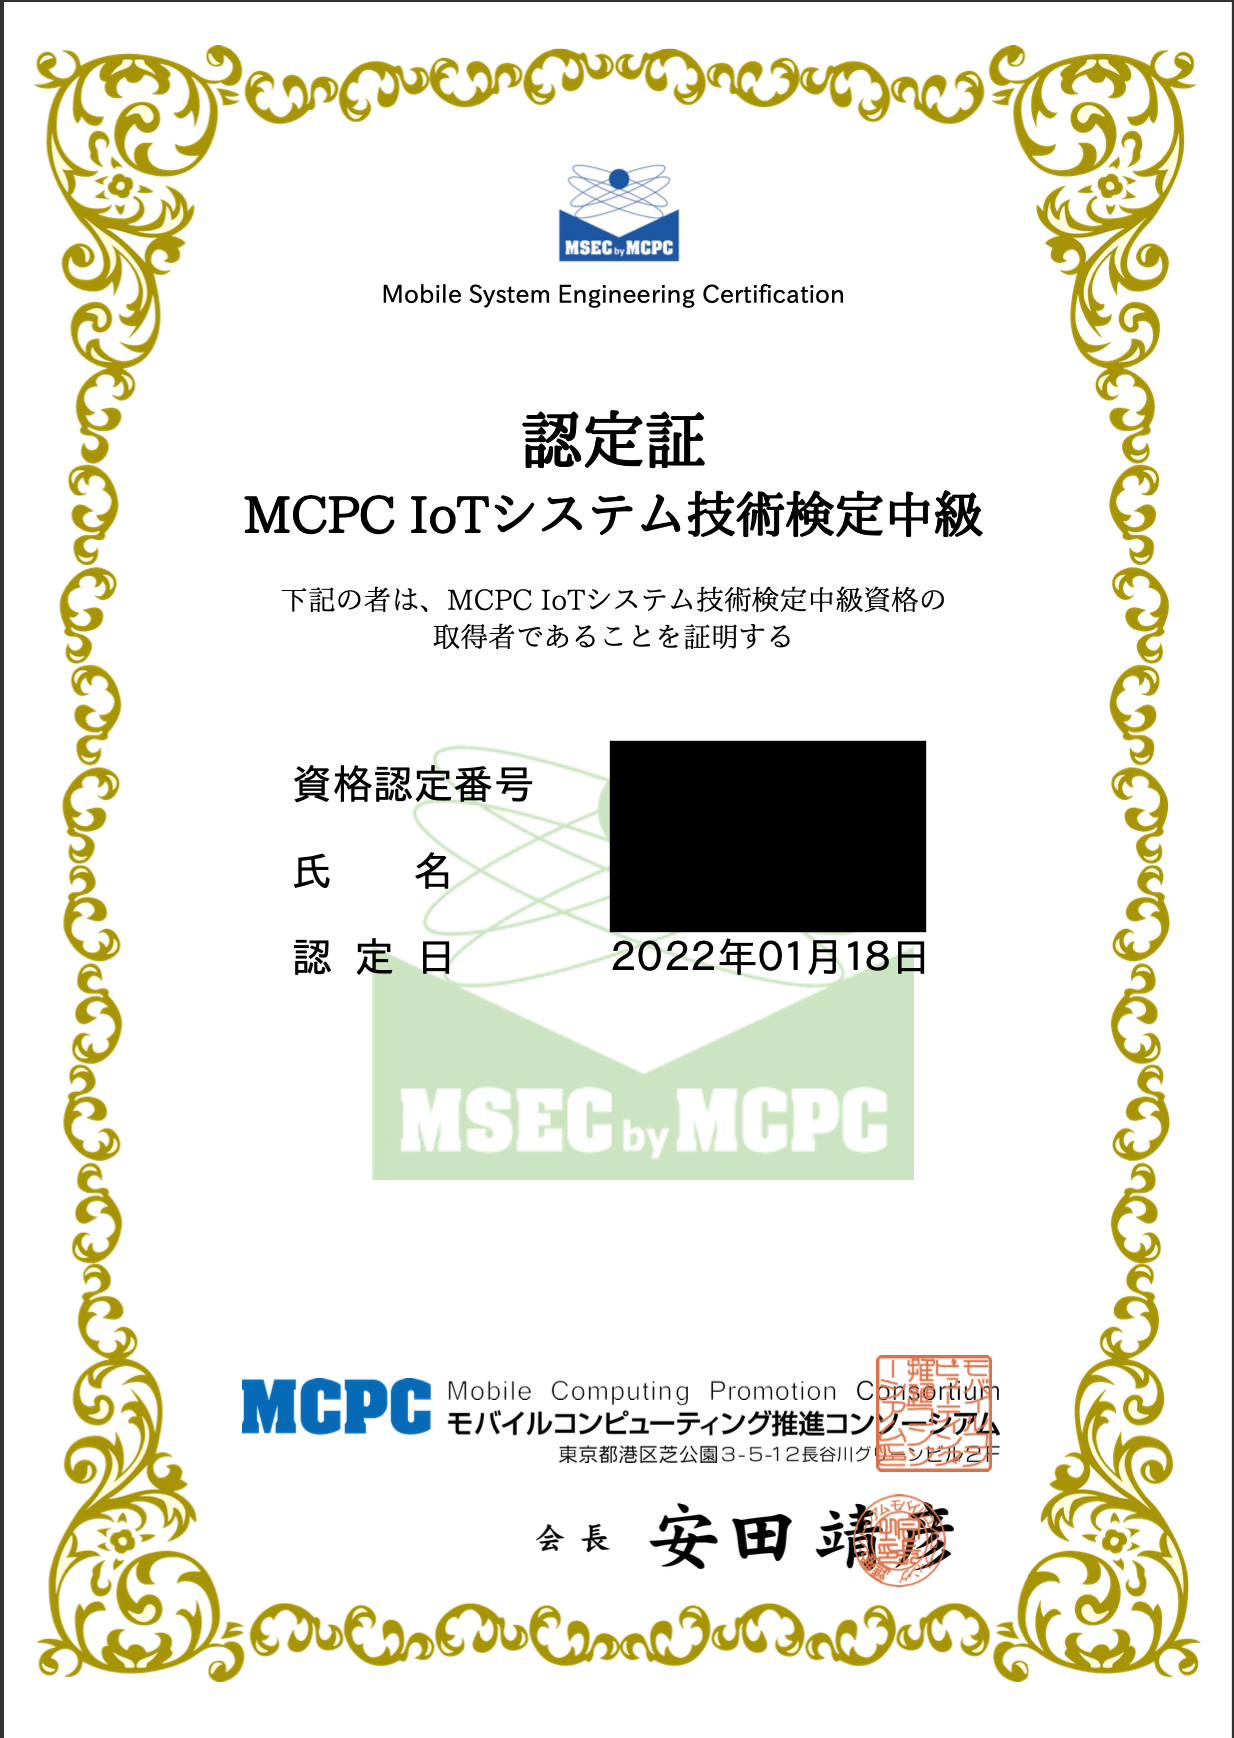 MSEC by MCPC
Mobile System Engineering Certification
認定証
MCPC IoTシステム技術検定中級
下記の者は、MCPC IoTシステム技術検定中級資格の
取得者であることを証明する
資格認定番号
氏 名
認 定 日 2022年01月18日
MSEC by MCPC
MCPC Mobile Computing Promotion Consortium
モバイルコンピューティング推進コンソーシアム
東京都港区芝公園3-5-12長谷川グリーンビル2F
会長 安田 靖彦